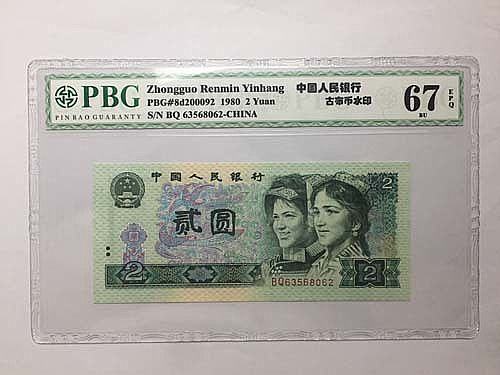 PBG
PIN BAO GUARANTY
Zhongguo Renmin Yinhang
PBG#8d200092 1980 2 Yuan
S/N BQ 63568062-CHINA
中国人民银行
古布币水印
67
EPQ
BU
中国人民银行
贰圆
2
2
2
BQ63568062